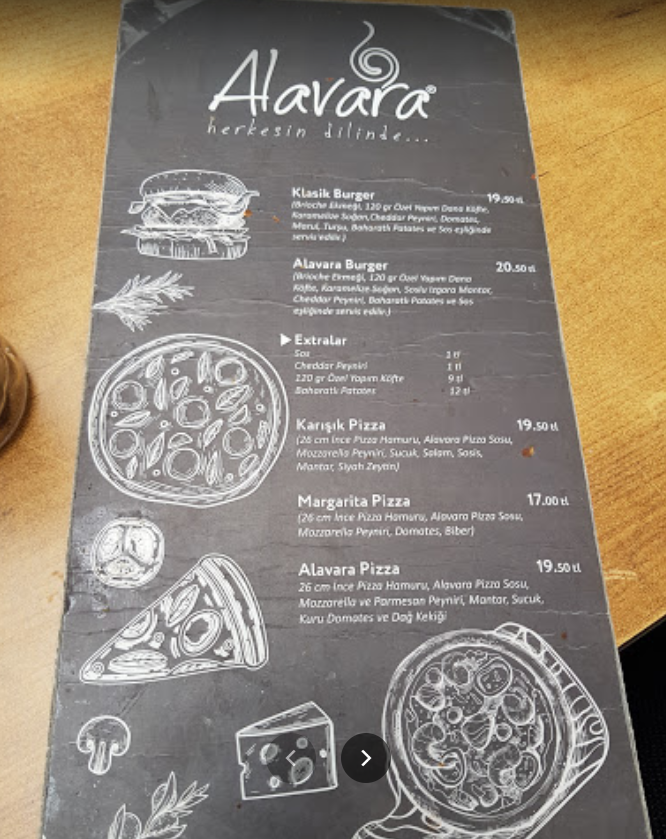 Alavara®
herkesin dilinde...
Klasik Burger 19.50 tl
(Brioche Ekmeği, 120 gr Özel Yapım Dana Köfte,
Karamelize Soğan,Cheddar Peyniri, Domates,
Marul, Turşu, Baharatlı Patates ve Sos eşliğinde
servis edilir.)
Alavara Burger 20.50 tl
(Brioche Ekmeği, 120 gr Özel Yapım Dana
Köfte, Karamelize Soğan, Soslu Izgara Mantar,
Cheddar Peyniri, Baharatlı Patates ve Sos
eşliğinde servis edilir.)
Extralar
Sos 1 tl
Cheddar Peyniri 1 tl
120 gr Özel Yapım Köfte 9 tl
Baharatlı Patates 12 tl
Karışık Pizza 19.50 tl
(26 cm İnce Pizza Hamuru, Alavara Pizza Sosu,
Mozzarella Peyniri, Sucuk, Salam, Sosis,
Mantar, Siyah Zeytin)
Margarita Pizza 17.00 tl
(26 cm İnce Pizza Hamuru, Alavara Pizza Sosu,
Mozzarella Peyniri, Domates, Biber)
Alavara Pizza 19.50 tl
26 cm İnce Pizza Hamuru, Alavara Pizza Sosu,
Mozzarella ve Parmesan Peyniri, Mantar, Sucuk,
Kuru Domates ve Dağ Kekiği